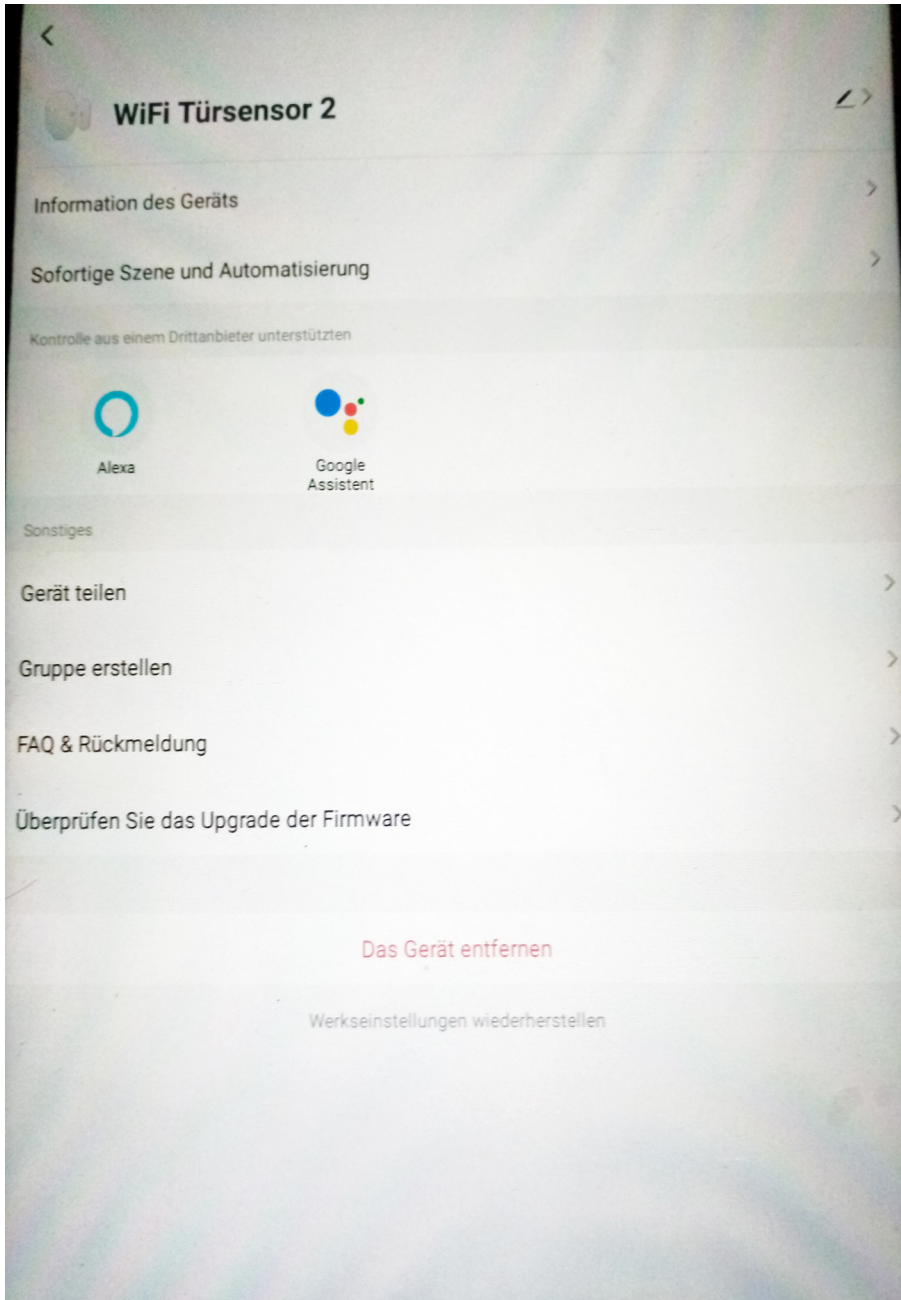 WiFi Türsensor 2
Information des Geräts
Sofortige Szene und Automatisierung
Kontrolle aus einem Drittanbieter unterstützten
Alexa
Google
Assistent
Sonstiges
Gerät teilen
Gruppe erstellen
FAQ & Rückmeldung
Überprüfen Sie das Upgrade der Firmware
Das Gerät entfernen
Werkseinstellungen wiederherstellen